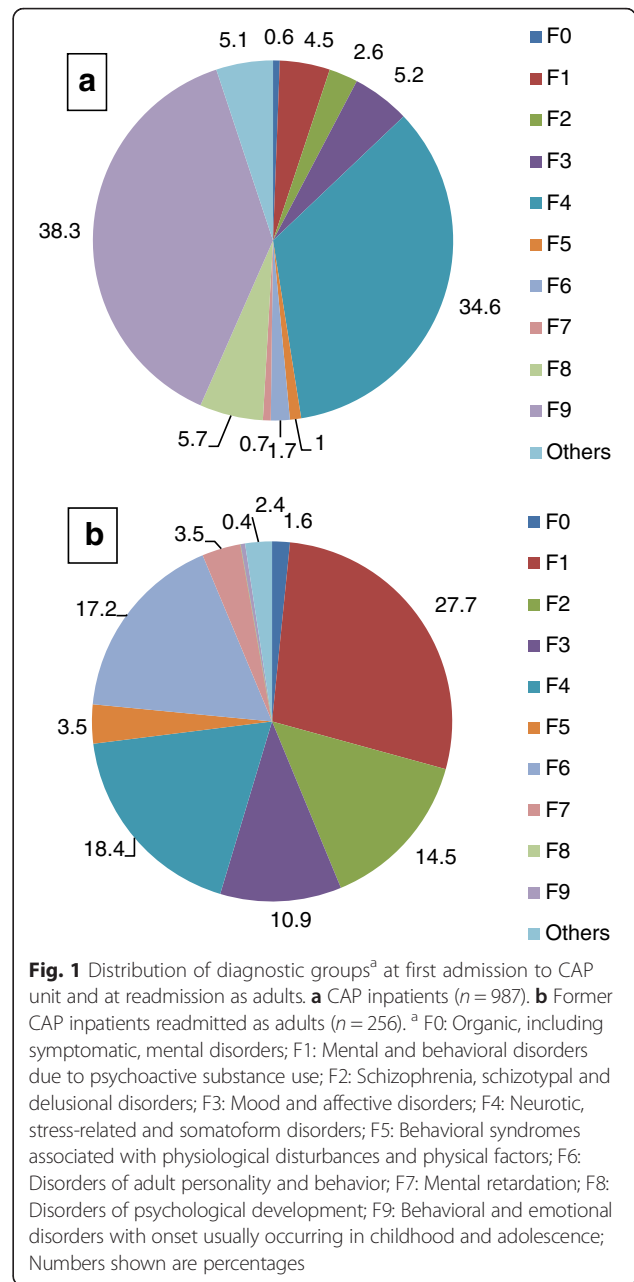 a
5.1 0.6 4.5 2.6 5.2
38.3
34.6
5.7 0.7 1.7 1
F0
F1
F2
F3
F4
F5
F6
F7
F8
F9
Others
b
3.5 0.4 2.4 1.6
17.2
27.7
3.5
14.5
18.4
10.9
F0
F1
F2
F3
F4
F5
F6
F7
F8
F9
Others
Fig. 1 Distribution of diagnostic groupsᵃ at first admission to CAP
unit and at readmission as adults. a CAP inpatients (n = 987). b Former
CAP inpatients readmitted as adults (n = 256). ᵃ F0: Organic, including
symptomatic, mental disorders; F1: Mental and behavioral disorders
due to psychoactive substance use; F2: Schizophrenia, schizotypal and
delusional disorders; F3: Mood and affective disorders; F4: Neurotic,
stress-related and somatoform disorders; F5: Behavioral syndromes
associated with physiological disturbances and physical factors; F6:
Disorders of adult personality and behavior; F7: Mental retardation; F8:
Disorders of psychological development; F9: Behavioral and emotional
disorders with onset usually occurring in childhood and adolescence;
Numbers shown are percentages